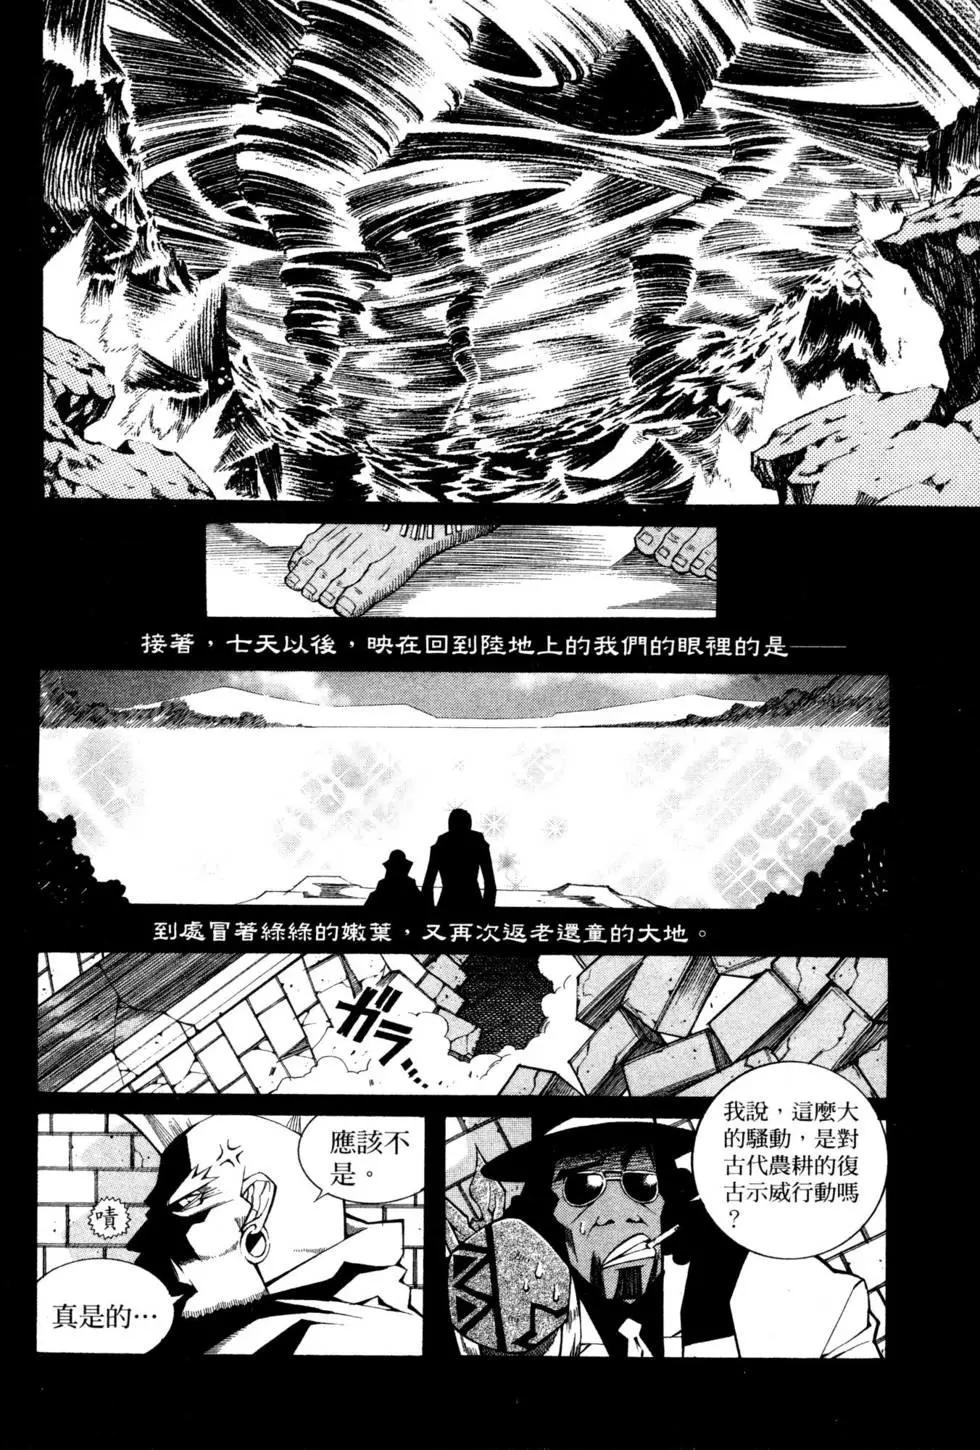 接著，七天以後，映在回到陸地上的我們的眼裡的是——
到處冒著綠綠的嫩葉，又再次返老還童的大地。
ガラ…
我說，這麼大
的騷動，是對
古代農耕的復
古示威行動嗎
？
應該不
是。
嘖
真是的…